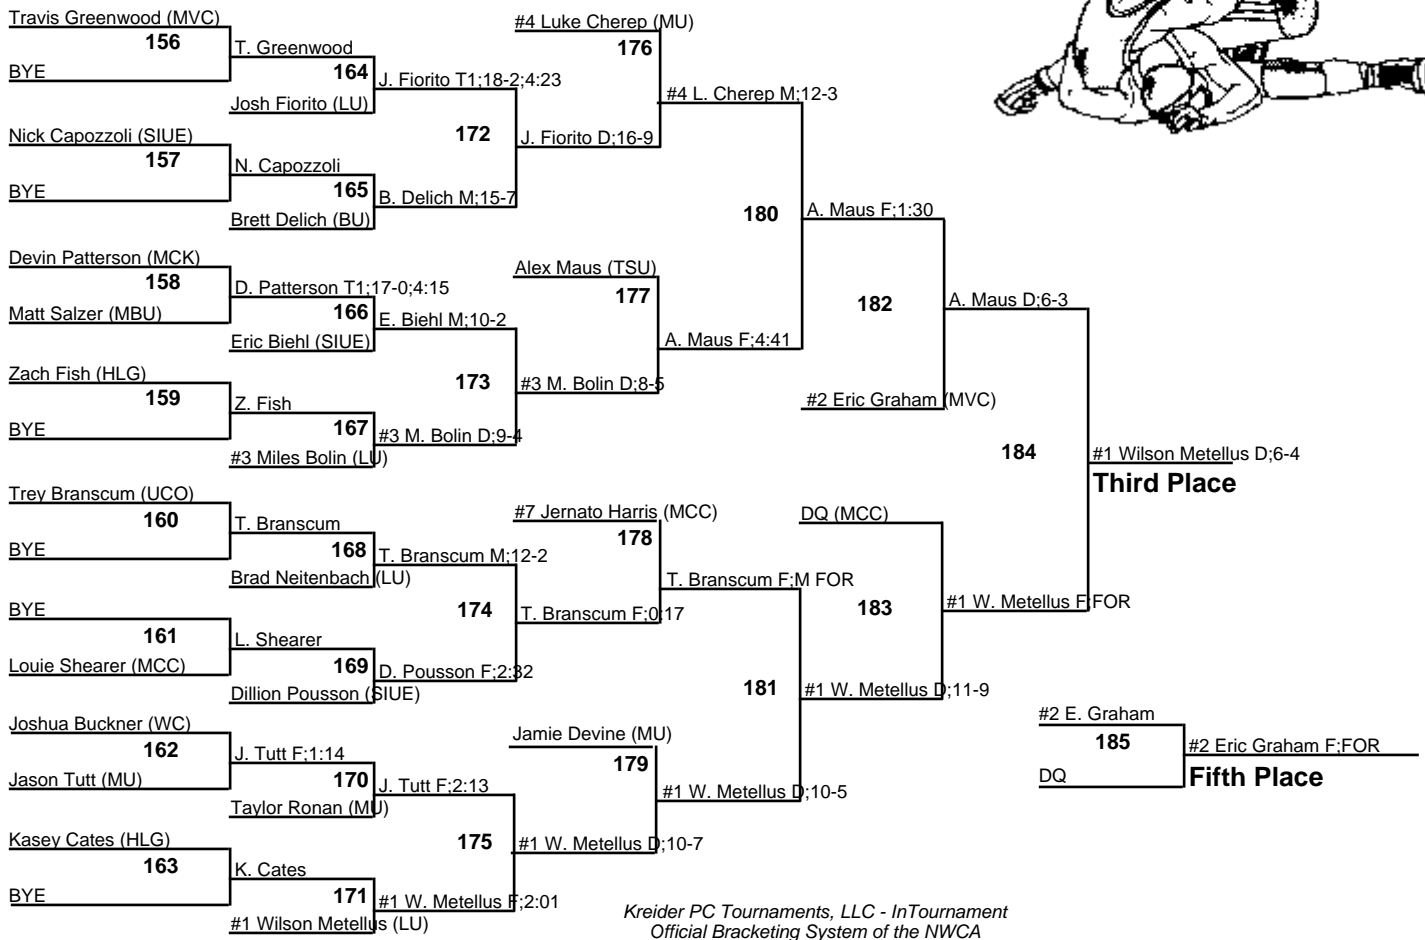 Travis Greenwood (MVC)
156
BYE
T. Greenwood
164
Josh Fiorito (LU)
J. Fiorito T1;18-2;4:23
Nick Capozzoli (SIUE)
157
BYE
N. Capozzoli
165
Brett Delich (BU)
B. Delich M;15-7
172
#4 Luke Cherep (MU)
176
J. Fiorito D;16-9
#4 L. Cherep M;12-3
Devin Patterson (MCK)
158
Matt Salzer (MBU)
D. Patterson T1;17-0;4:15
166
Eric Biehl (SIUE)
E. Biehl M;10-2
Zach Fish (HLG)
159
BYE
Z. Fish
167
#3 Miles Bolin (LU)
#3 M. Bolin D;9-4
173
Alex Maus (TSU)
177
#3 M. Bolin D;8-5
A. Maus F;4:41
180
A. Maus F;1:30
182
#2 Eric Graham (MVC)
A. Maus D;6-3
Trey Branscum (UCO)
160
BYE
T. Branscum
168
Brad Neitenbach (LU)
T. Branscum M;12-2
BYE
161
Louie Shearer (MCC)
L. Shearer
169
Dillion Pousson (SIUE)
D. Pousson F;2:32
174
#7 Jernato Harris (MCC)
178
T. Branscum F;0:17
T. Branscum F;M FOR
Joshua Buckner (WC)
162
Jason Tutt (MU)
J. Tutt F;1:14
170
Taylor Ronan (MU)
J. Tutt F;2:13
Kasey Cates (HLG)
163
BYE
K. Cates
171
#1 Wilson Metellus (LU)
#1 W. Metellus F;2:01
175
Jamie Devine (MU)
179
#1 W. Metellus D;10-7
#1 W. Metellus D;10-5
181
DQ (MCC)
183
#1 W. Metellus D;11-9
#1 W. Metellus F;FOR
184
#1 Wilson Metellus D;6-4
Third Place
#2 E. Graham
185
DQ
#2 Eric Graham F;FOR
Fifth Place
Kreider PC Tournaments, LLC - InTournament
Official Bracketing System of the NWCA